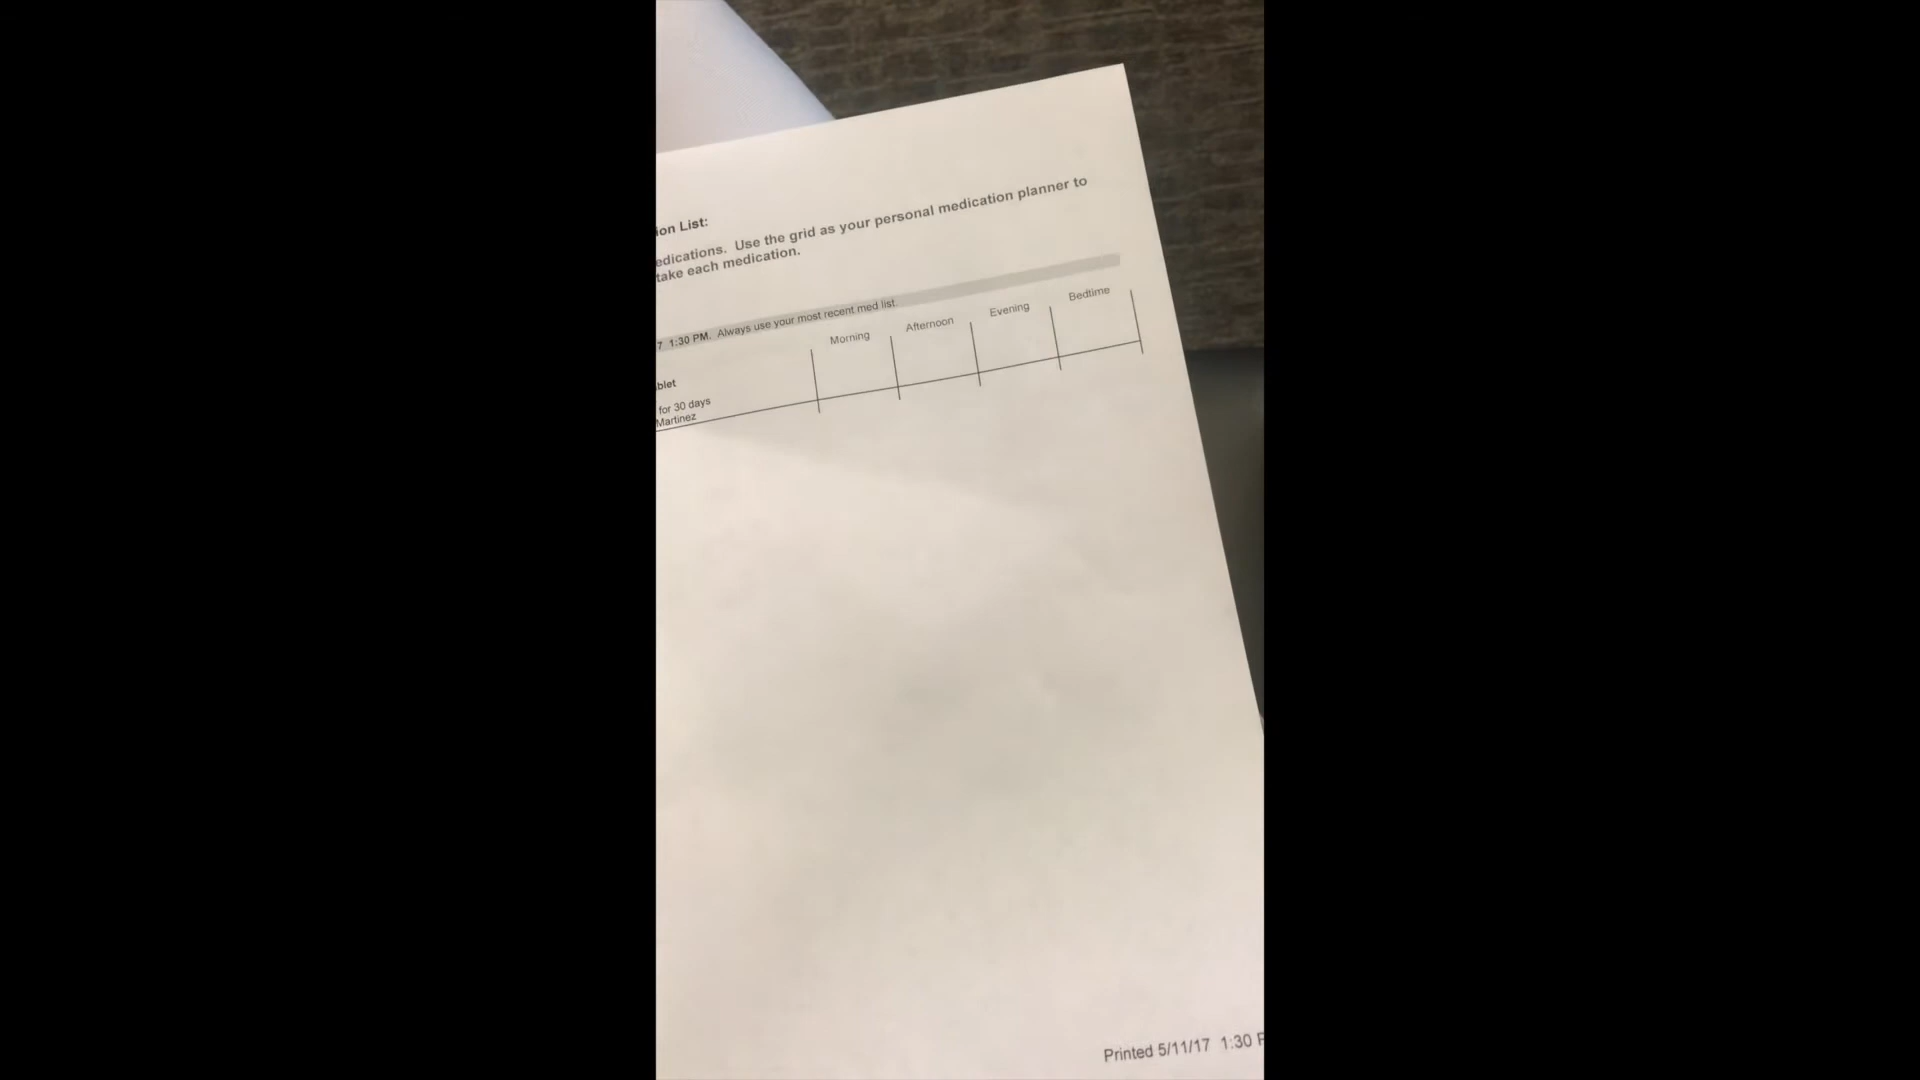 ion List:
edications. Use the grid as your personal medication planner to
take each medication.
7 1:30 PM. Always use your most recent med list.
Morning Afternoon Evening Bedtime
blet
for 30 days
Martinez
Printed 5/11/17 1:30 P